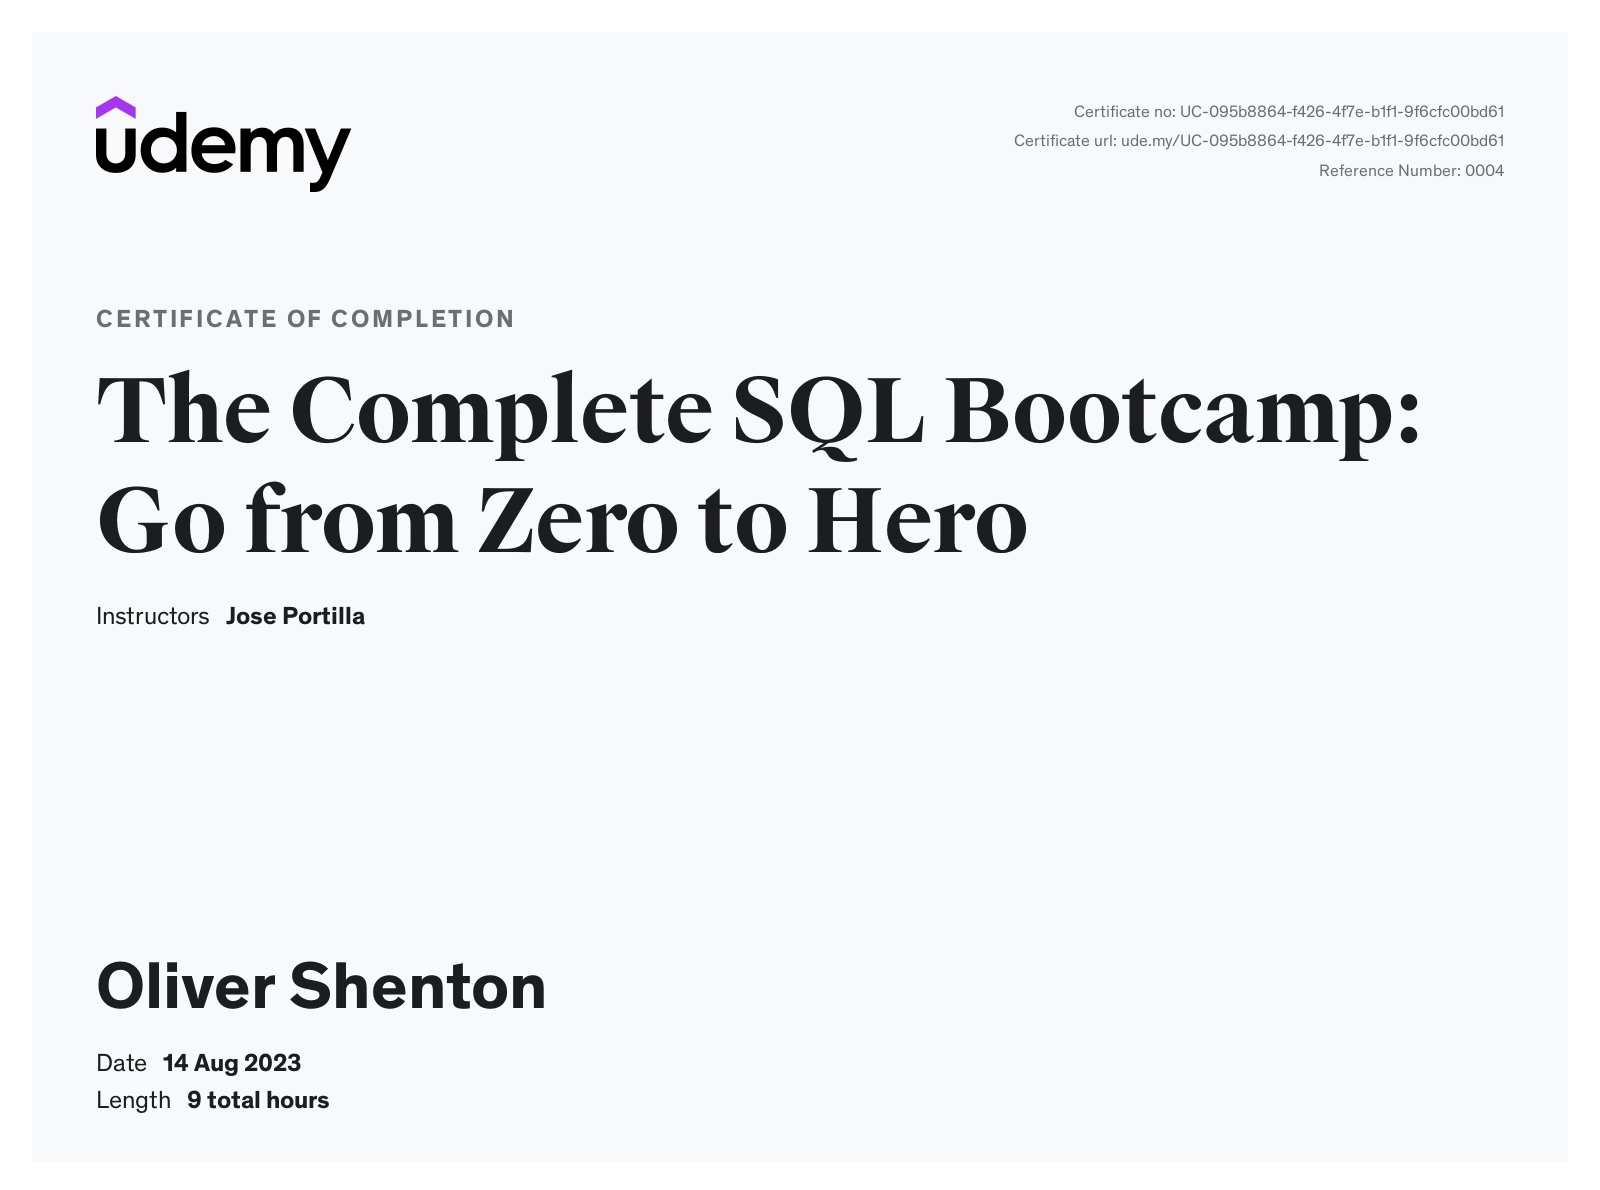 udemy
Certificate no: UC-095b8864-f426-4f7e-b1f1-9f6cfc00bd61
Certificate url: ude.my/UC-095b8864-f426-4f7e-b1f1-9f6cfc00bd61
Reference Number: 0004
CERTIFICATE OF COMPLETION
The Complete SQL Bootcamp:
Go from Zero to Hero
Instructors Jose Portilla
Oliver Shenton
Date 14 Aug 2023
Length 9 total hours